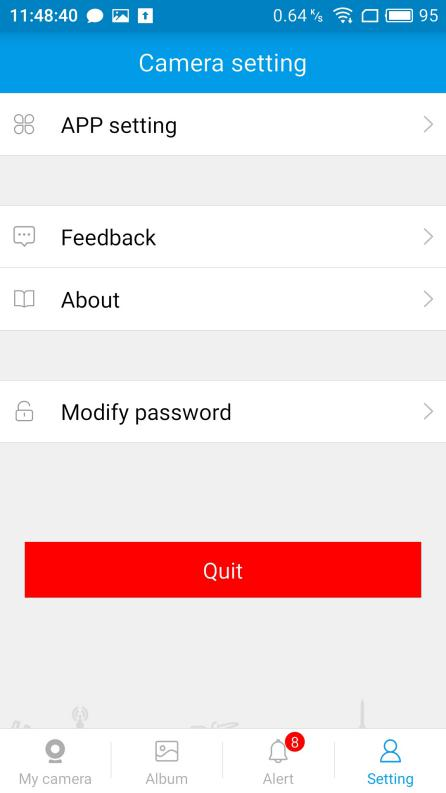 11:48:40 0.64 K/s 95
Camera setting
APP setting
Feedback
About
Modify password
Quit
8
My camera Album Alert Setting